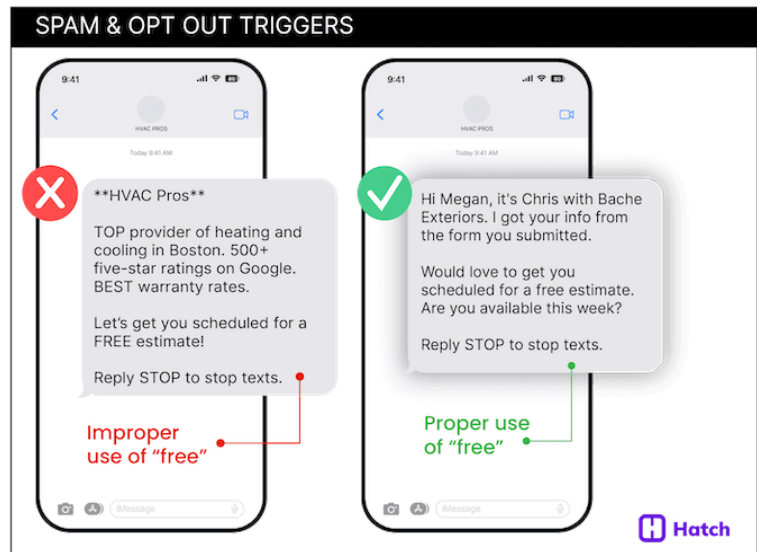 SPAM & OPT OUT TRIGGERS
9:41
80
HVAC PROS
Today 9:41 AM
**HVAC Pros**
TOP provider of heating and
cooling in Boston. 500+
five-star ratings on Google.
BEST warranty rates.
Let's get you scheduled for a
FREE estimate!
Reply STOP to stop texts.
Improper
use of “free”
iMessage
9:41
80
HVAC PROS
Today 9:41 AM
Hi Megan, it's Chris with Bache
Exteriors. I got your info from
the form you submitted.
Would love to get you
scheduled for a free estimate.
Are you available this week?
Reply STOP to stop texts.
Proper use
of “free”
iMessage
Hatch